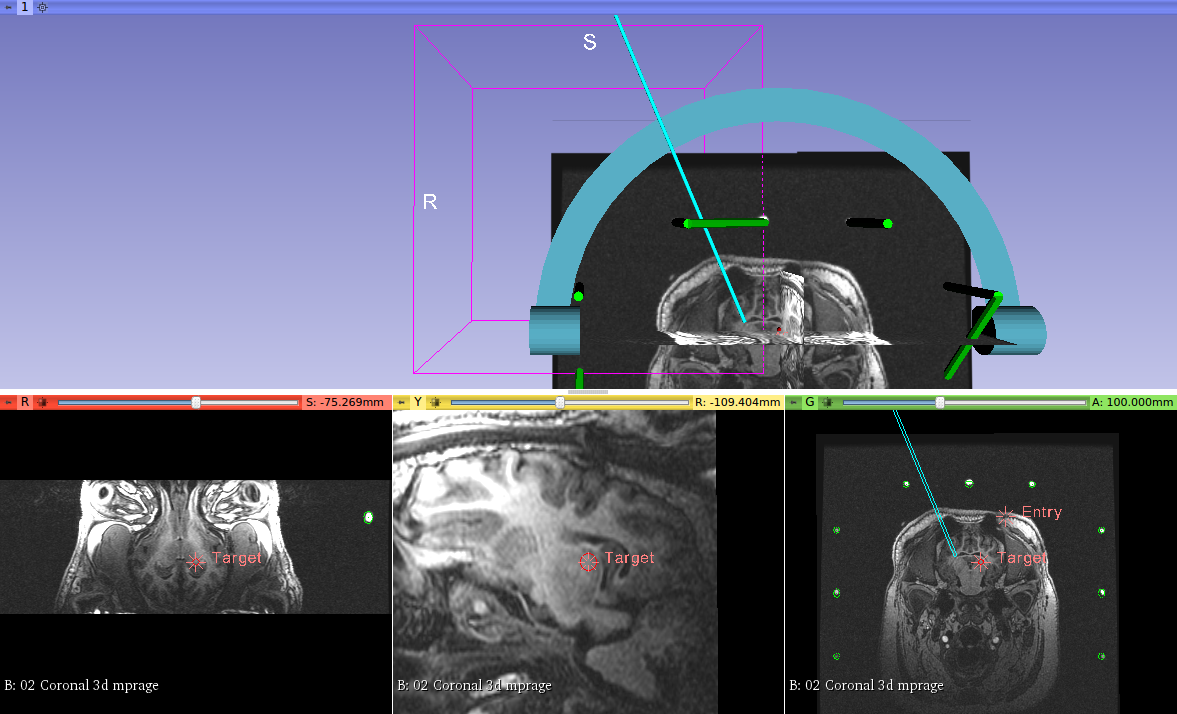 1
S
R
R S: -75.269mm
Y R: -109.404mm
G A: 100.000mm
Target
Target
Entry
Target
B: 02 Coronal 3d mprage
B: 02 Coronal 3d mprage
B: 02 Coronal 3d mprage